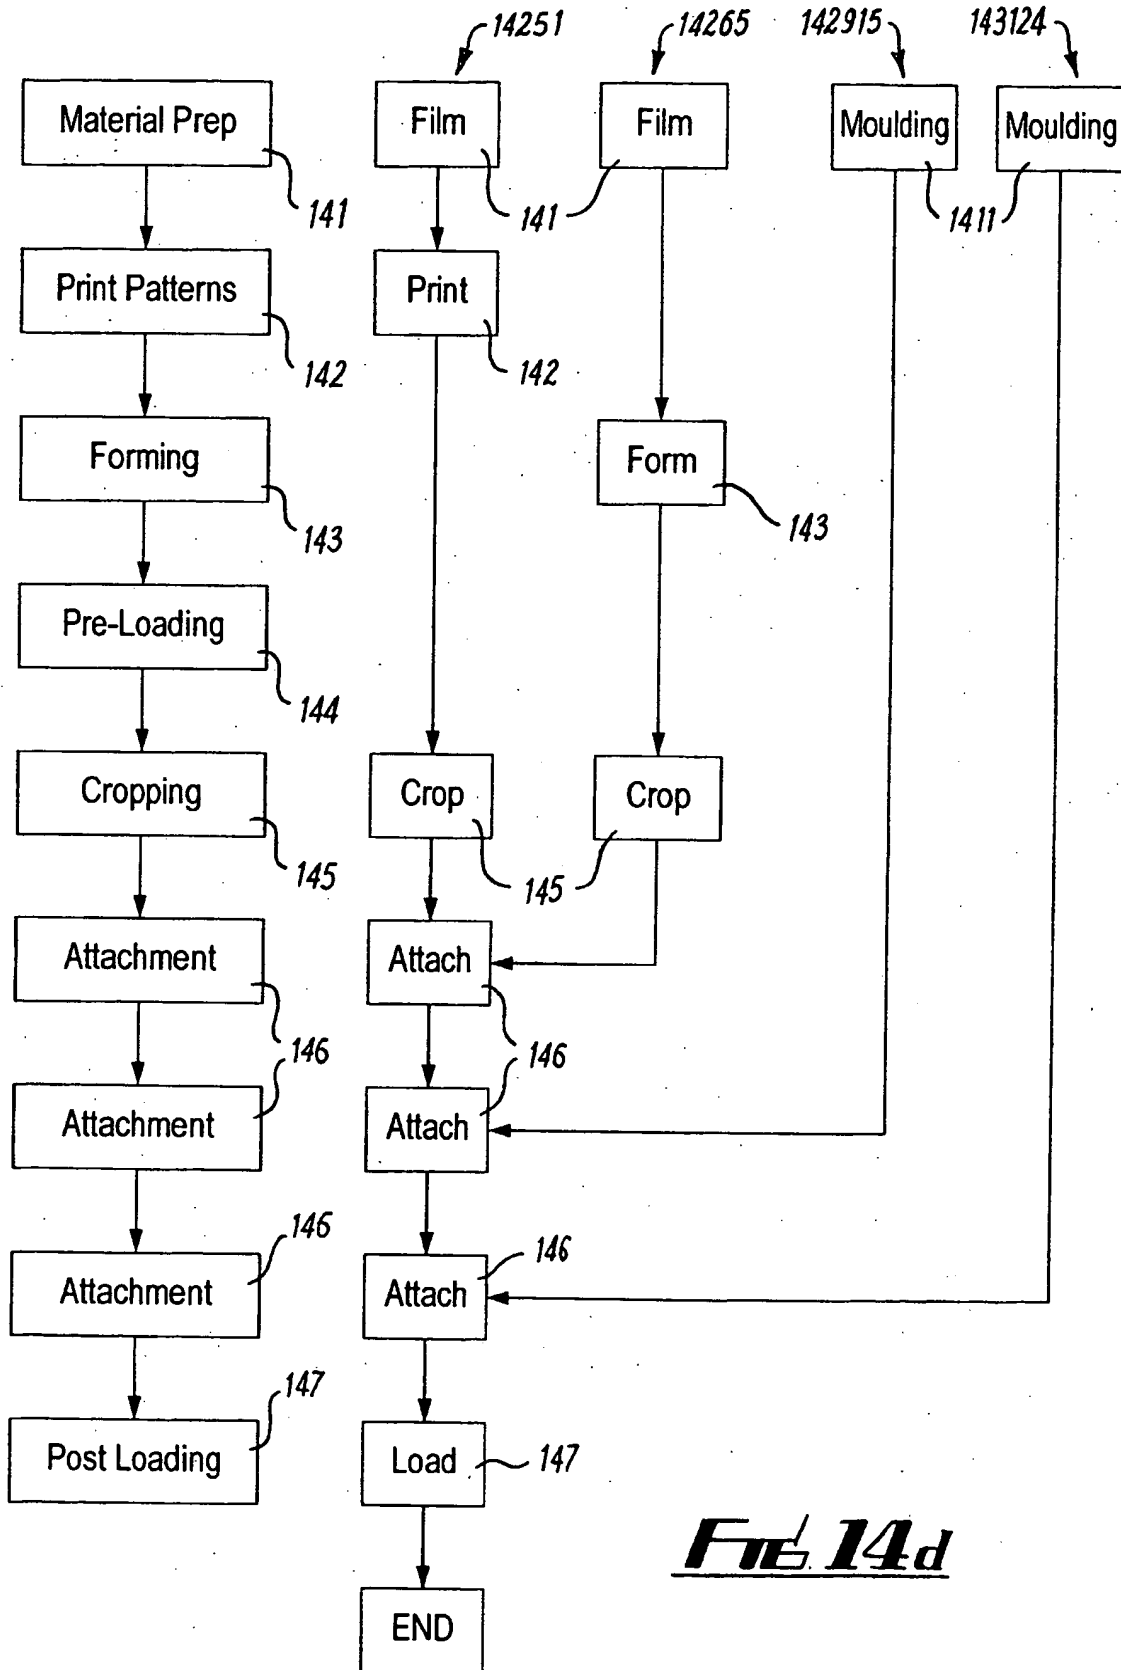 14251 14265 142915 143124
Material Prep Film Film Moulding Moulding
141 141 1411
Print Patterns Print
142 142
Forming Form
143 143
Pre-Loading
144
Cropping Crop Crop
145 145
Attachment Attach
146 146
Attachment Attach
146 146
Attachment Attach
147
Post Loading Load 147
END
FIG 14d